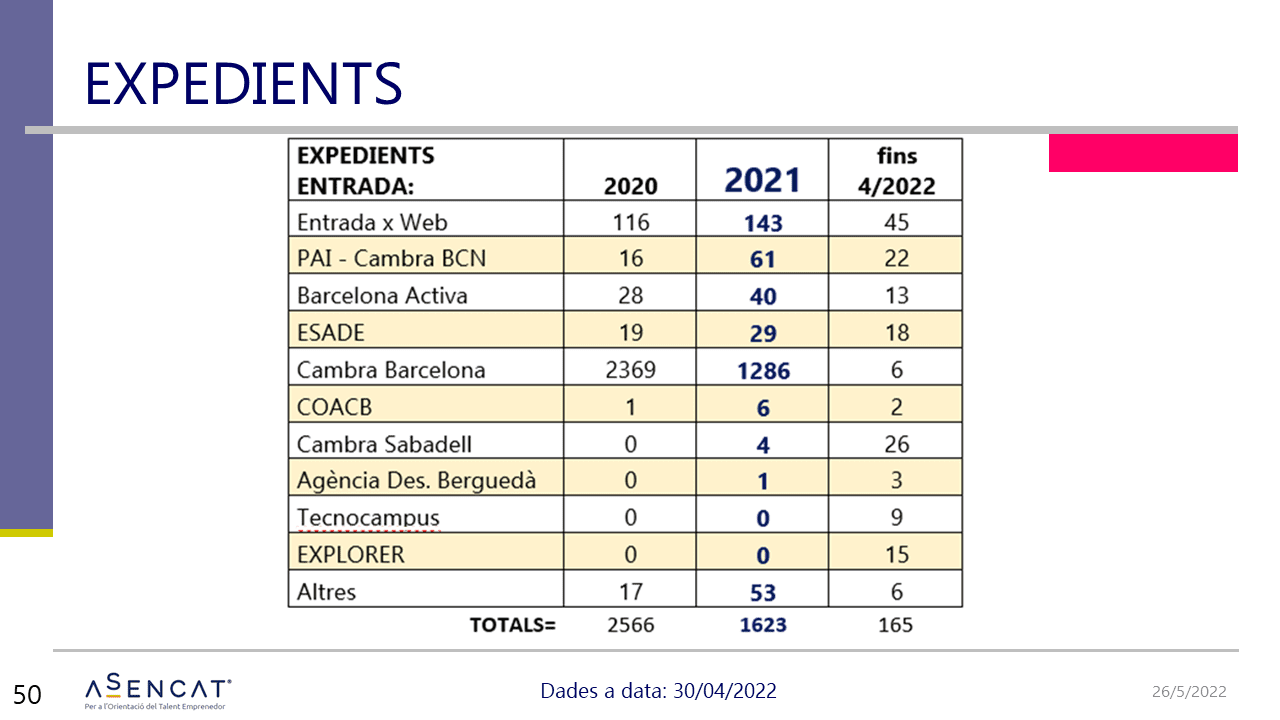 EXPEDIENTS
EXPEDIENTS ENTRADA: 2020 2021 fins 4/2022
Entrada x Web 116 143 45
PAI - Cambra BCN 16 61 22
Barcelona Activa 28 40 13
ESADE 19 29 18
Cambra Barcelona 2369 1286 6
COACB 1 6 2
Cambra Sabadell 0 4 26
Agència Des. Berguedà 0 1 3
Tecnocampus 0 0 9
EXPLORER 0 0 15
Altres 17 53 6
TOTALS= 2566 1623 165
50
ASENCAT®
Per a l'Orientació del Talent Emprenedor
Dades a data: 30/04/2022
26/5/2022